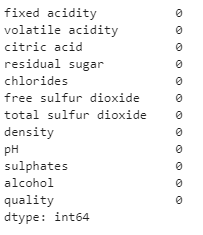 fixed acidity 0
volatile acidity 0
citric acid 0
residual sugar 0
chlorides 0
free sulfur dioxide 0
total sulfur dioxide 0
density 0
pH 0
sulphates 0
alcohol 0
quality 0
dtype: int64